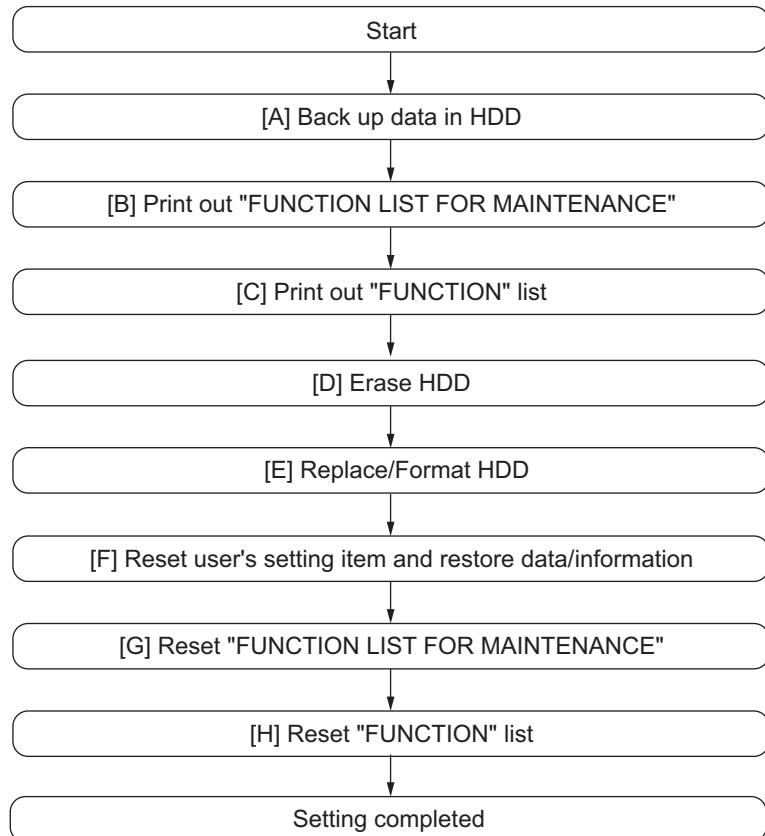 Start
[A] Back up data in HDD
[B] Print out "FUNCTION LIST FOR MAINTENANCE"
[C] Print out "FUNCTION" list
[D] Erase HDD
[E] Replace/Format HDD
[F] Reset user's setting item and restore data/information
[G] Reset "FUNCTION LIST FOR MAINTENANCE"
[H] Reset "FUNCTION" list
Setting completed